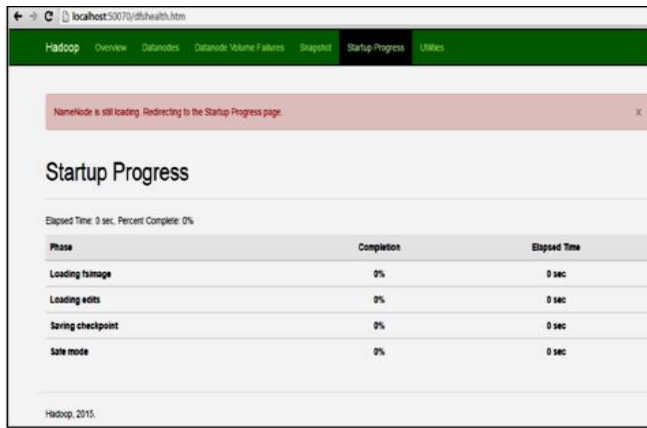 localhost:50070/dfshealth.htm
Hadoop Overview Datanodes Datanode Volume Failures Snapshot Startup Progress Utilities
NameNode is still loading. Redirecting to the Startup Progress page. x
Startup Progress
Elapsed Time: 0 sec, Percent Complete: 0%
Phase Completion Elapsed Time
Loading fsimage 0% 0 sec
Loading edits 0% 0 sec
Saving checkpoint 0% 0 sec
Safe mode 0% 0 sec
Hadoop, 2015.